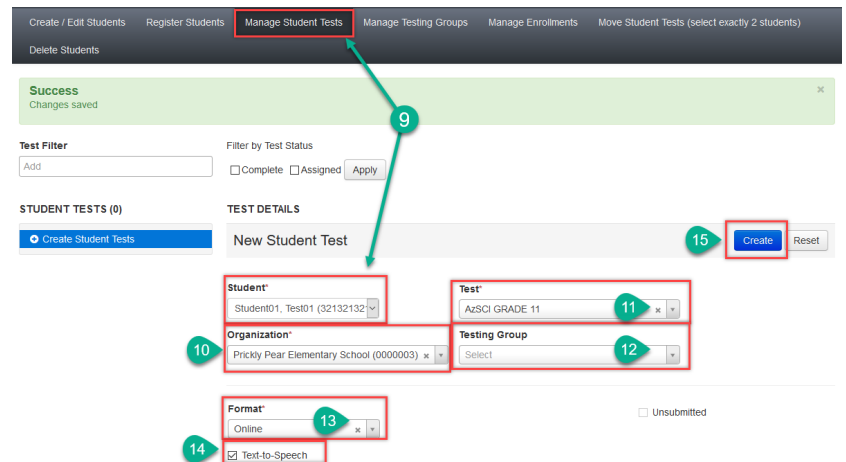 Create / Edit Students Register Students Manage Student Tests Manage Testing Groups Manage Enrollments Move Student Tests (select exactly 2 students)
Delete Students
Success
Changes saved
×
9
Test Filter
Filter by Test Status
Add
Complete Assigned Apply
STUDENT TESTS (0)
TEST DETAILS
Create Student Tests
New Student Test
15
Create
Reset
Student*
Test*
Student01, Test01 (32132132
AzSCI GRADE 11
11
×
Organization*
Testing Group
10
Prickly Pear Elementary School (0000003) ×
Select
12
Format*
13
Unsubmitted
Online
×
14
Text-to-Speech